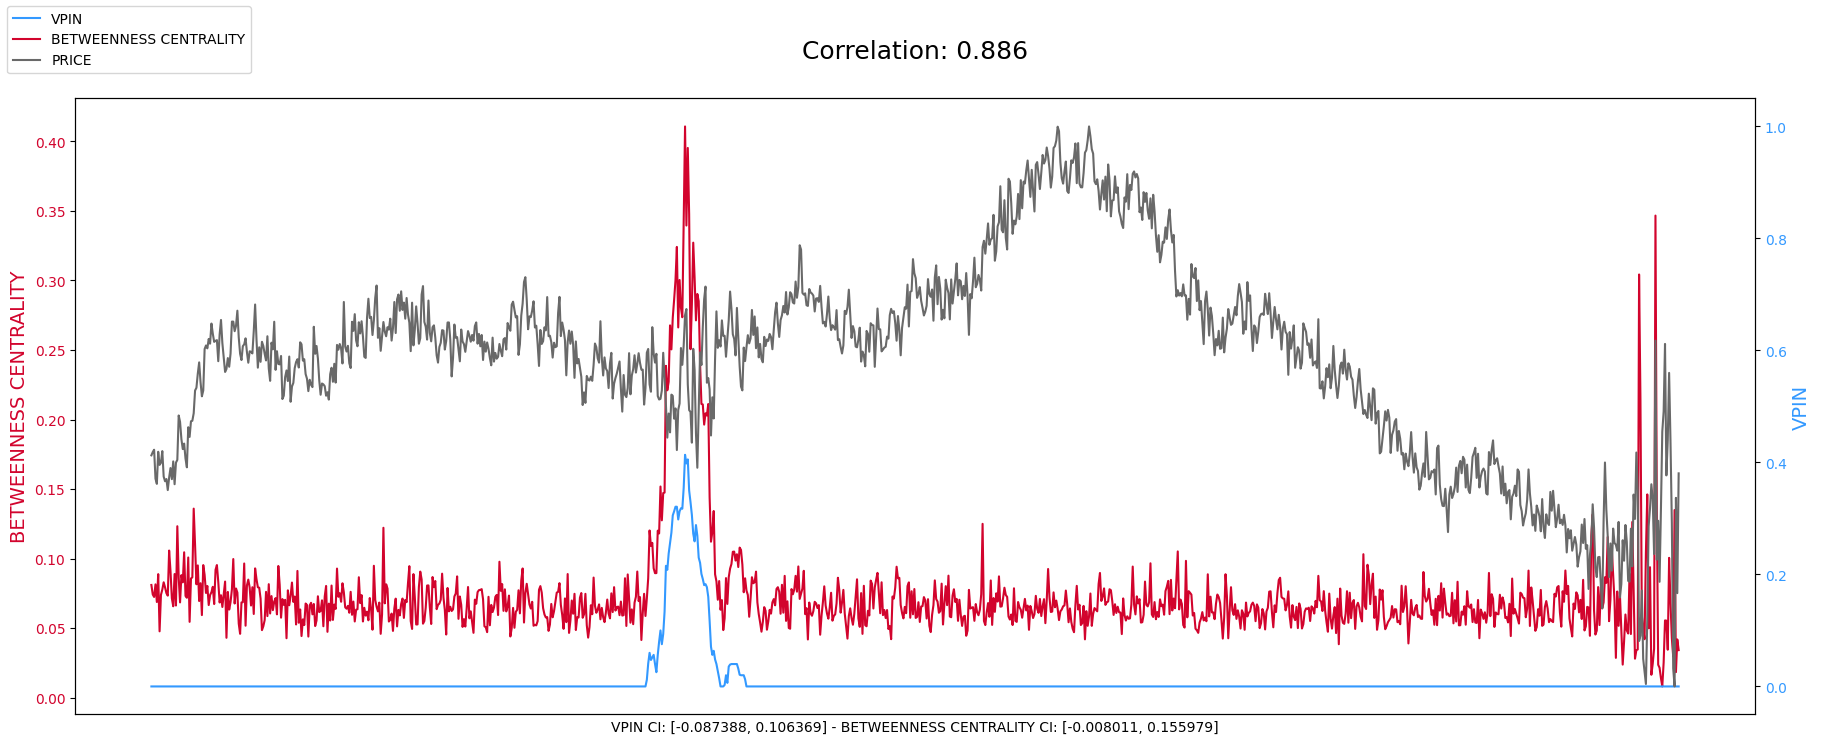 VPIN
BETWEENNESS CENTRALITY
PRICE
Correlation: 0.886
BETWEENNESS CENTRALITY
0.40
0.35
0.30
0.25
0.20
0.15
0.10
0.05
0.00
1.0
0.8
0.6
0.4
0.2
0.0
VPIN
VPIN CI: [-0.087388, 0.106369] - BETWEENNESS CENTRALITY CI: [-0.008011, 0.155979]